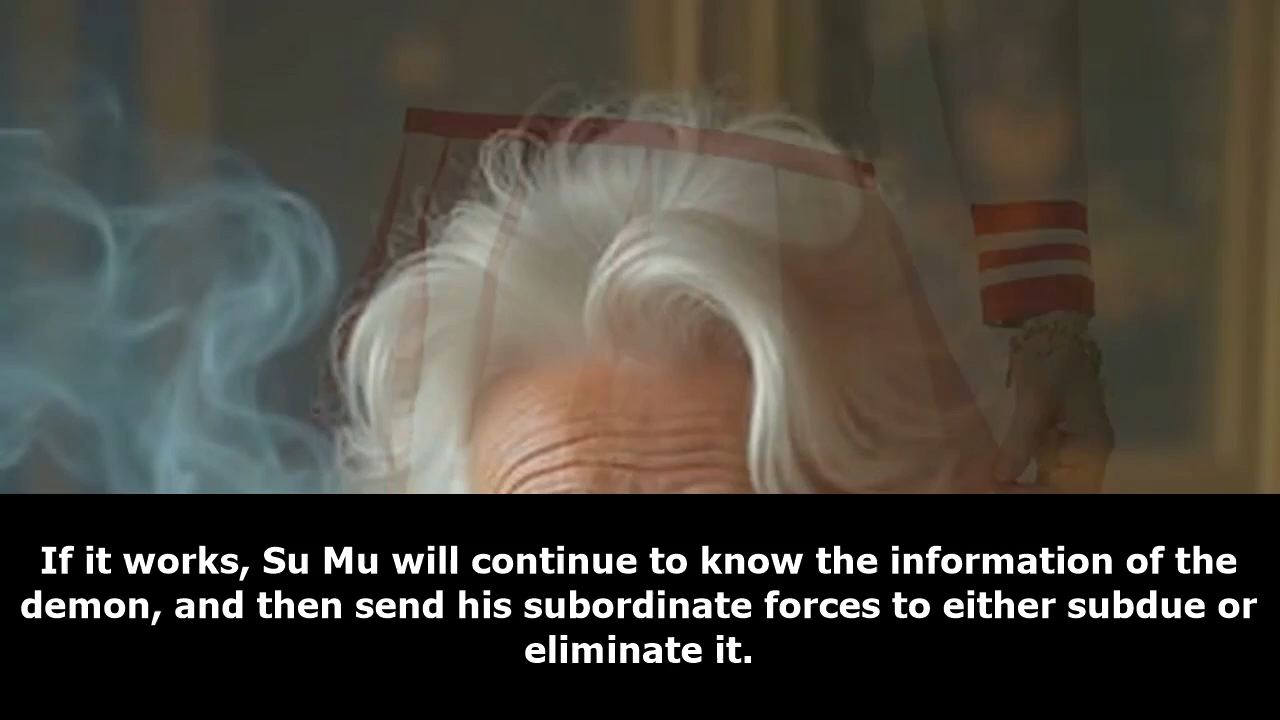 If it works, Su Mu will continue to know the information of the
demon, and then send his subordinate forces to either subdue or
eliminate it.